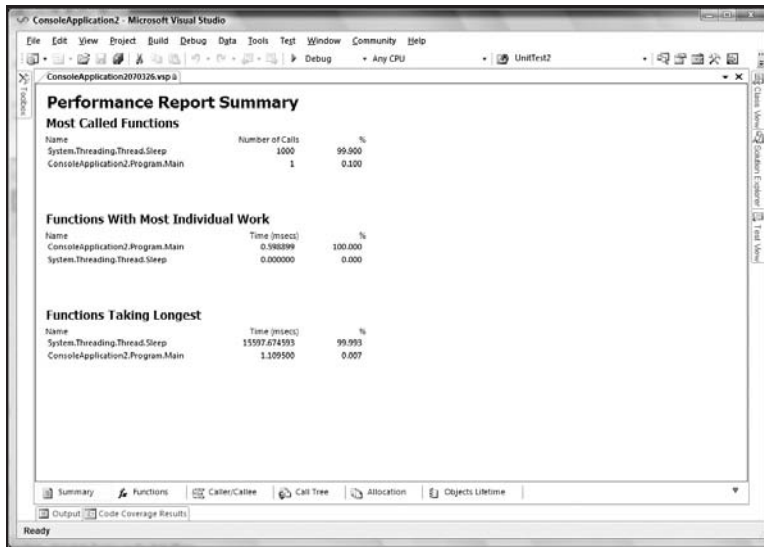 ConsoleApplication2 - Microsoft Visual Studio
File Edit View Project Build Debug Data Tools Test Window Community Help
Debug Any CPU UnitTest2
ConsoleApplication2070326.vsp
Performance Report Summary
Most Called Functions
Name Number of Calls %
System.Threading.Thread.Sleep 1000 99.900
ConsoleApplication2.Program.Main 1 0.100
Functions With Most Individual Work
Name Time (msecs) %
ConsoleApplication2.Program.Main 0.598899 100.000
System.Threading.Thread.Sleep 0.000000 0.000
Functions Taking Longest
Name Time (msecs) %
System.Threading.Thread.Sleep 15597.674593 99.993
ConsoleApplication2.Program.Main 1.109500 0.007
Summary Functions Caller/Callee Call Tree Allocation Objects Lifetime
Output Code Coverage Results
Ready
Toolbox
Class View
Solution Explorer
Test View